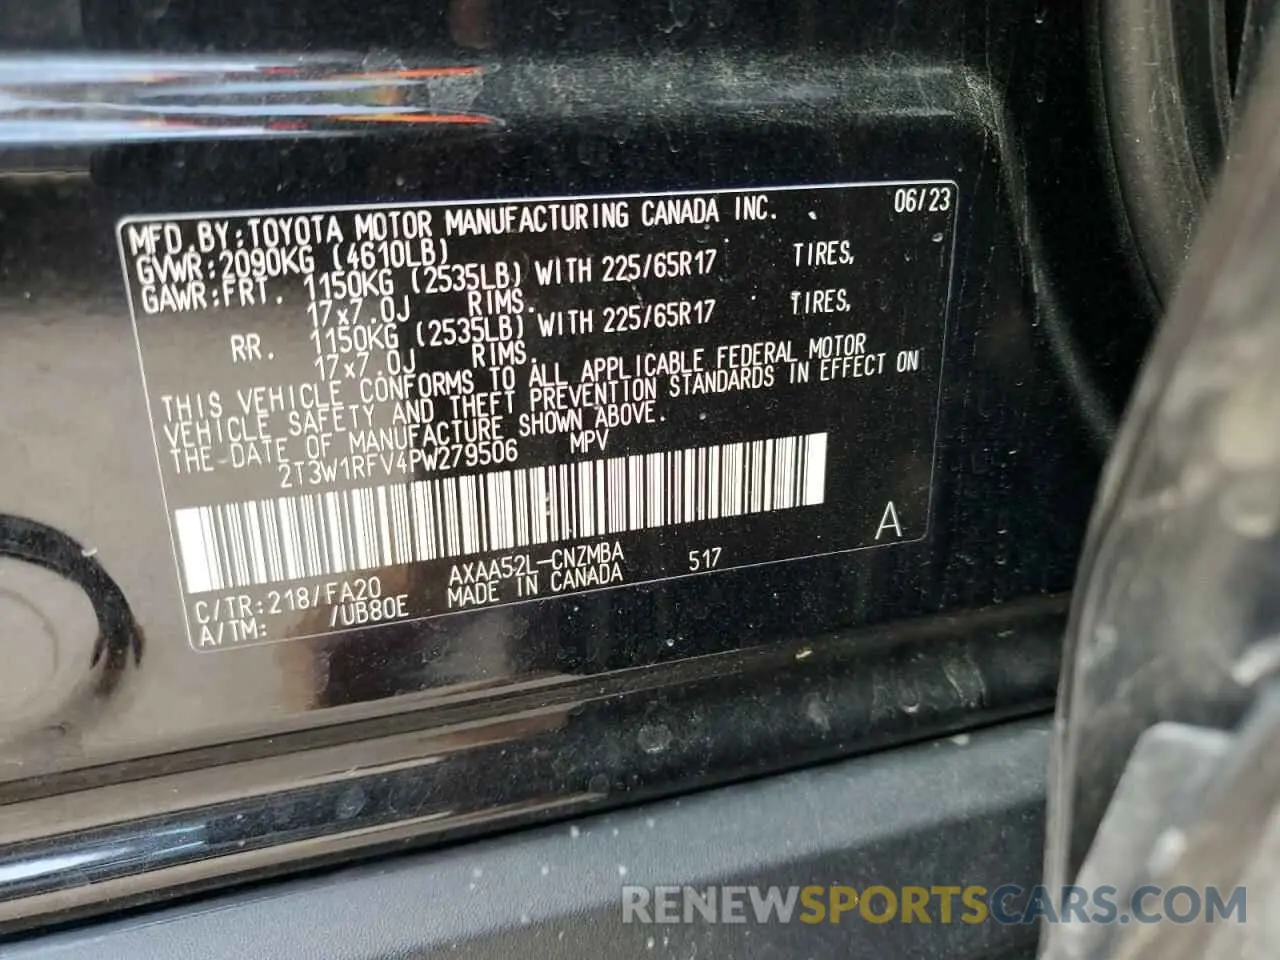 MFD.BY:TOYOTA MOTOR MANUFACTURING CANADA INC. 06/23
GVWR:2090KG (4610LB)
GAWR:FRT. 1150KG (2535LB) WITH 225/65R17 TIRES,
17x7.0J RIMS.
RR. 1150KG (2535LB) WITH 225/65R17 TIRES,
17x7.0J RIMS.
THIS VEHICLE CONFORMS TO ALL APPLICABLE FEDERAL MOTOR
VEHICLE SAFETY AND THEFT PREVENTION STANDARDS IN EFFECT ON
THE-DATE OF MANUFACTURE SHOWN ABOVE.
2T3W1RFV4PW279506 MPV
A
C/TR:218/FA20 AXAA52L-CNZMBA 517
A/TM: /UB80E MADE IN CANADA
RENEWSPORTSCARS.COM